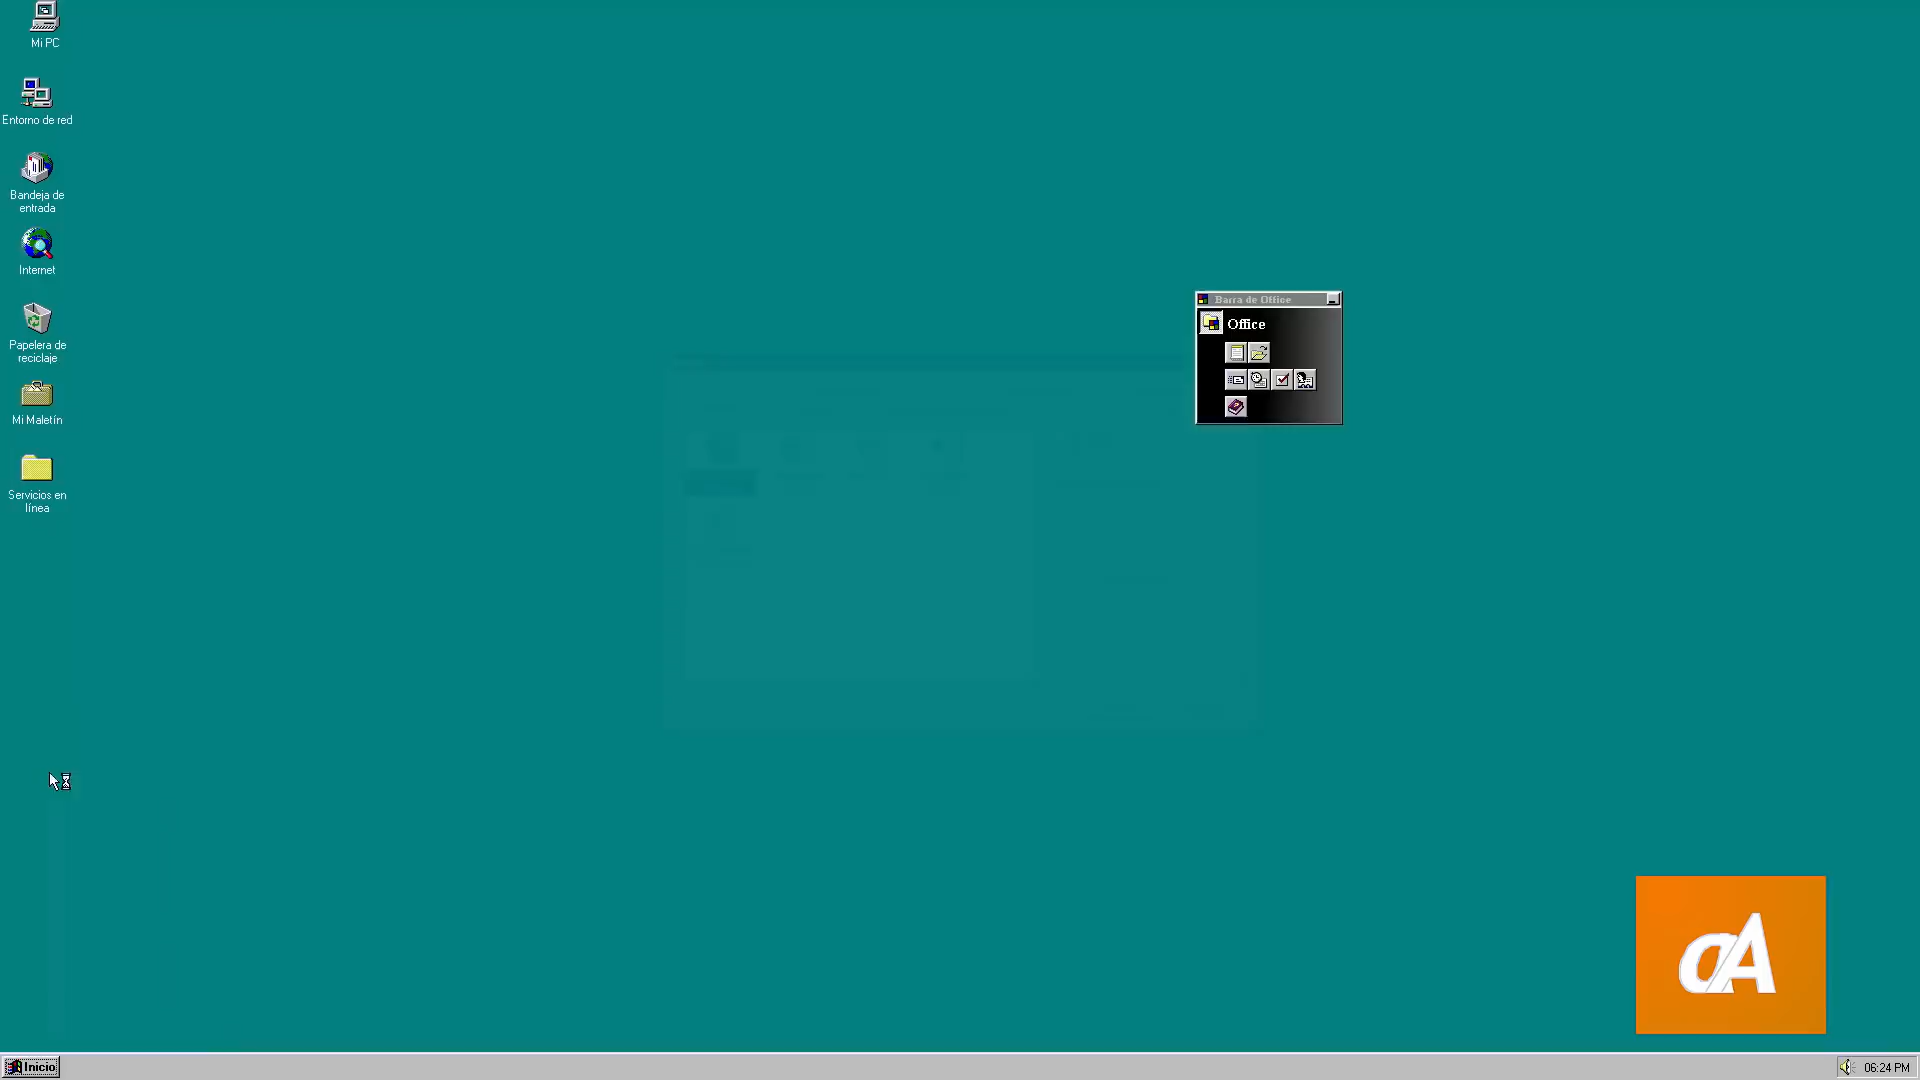 Mi PC
Entorno de red
Bandeja de
entrada
Internet
Papelera de
reciclaje
Mi Maletín
Servicios en
línea
Barra de Office
Office
aA
Inicio
06:24 PM